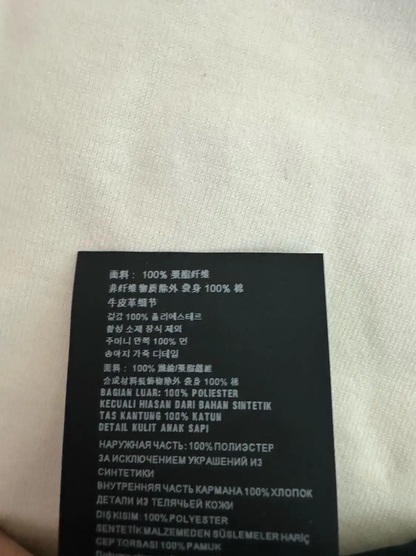 面料： 100% 聚酯纤维
非纤维物质除外 袋身 100% 棉
牛皮革细节
겉감 100% 폴리에스테르
합성 소재 장식 제외
주머니 안쪽 100% 면
송아지 가죽 디테일
面料： 100% 聚酯纖維
合成材料裝飾物除外 袋身 100% 棉
BAGIAN LUAR: 100% POLIESTER
KECUALI HIASAN DARI BAHAN SINTETIK
TAS KANTUNG 100% KATUN
DETAIL KULIT ANAK SAPI
НАРУЖНАЯ ЧАСТЬ: 100% ПОЛИЭСТЕР
ЗА ИСКЛЮЧЕНИЕМ УКРАШЕНИЙ ИЗ
СИНТЕТИКИ
ВНУТРЕННЯЯ ЧАСТЬ КАРМАНА 100% ХЛОПОК
ДЕТАЛИ ИЗ ТЕЛЯЧЬЕЙ КОЖИ
DIŞ KISIM: 100% POLYESTER
SENTETİK MALZEMEDEN SÜSLEMELER HARİÇ
CEP TORBASI 100% PAMUK